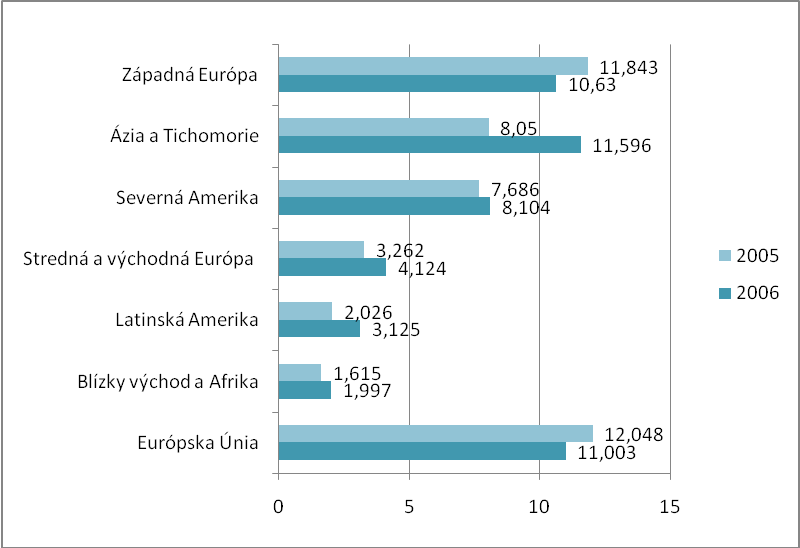 Západná Európa
11,843
10,63
Ázia a Tichomorie
8,05
11,596
Severná Amerika
7,686
8,104
Stredná a východná Európa
3,262
4,124
Latinská Amerika
2,026
3,125
Blízky východ a Afrika
1,615
1,997
Európska Únia
12,048
11,003
0 5 10 15
2005
2006